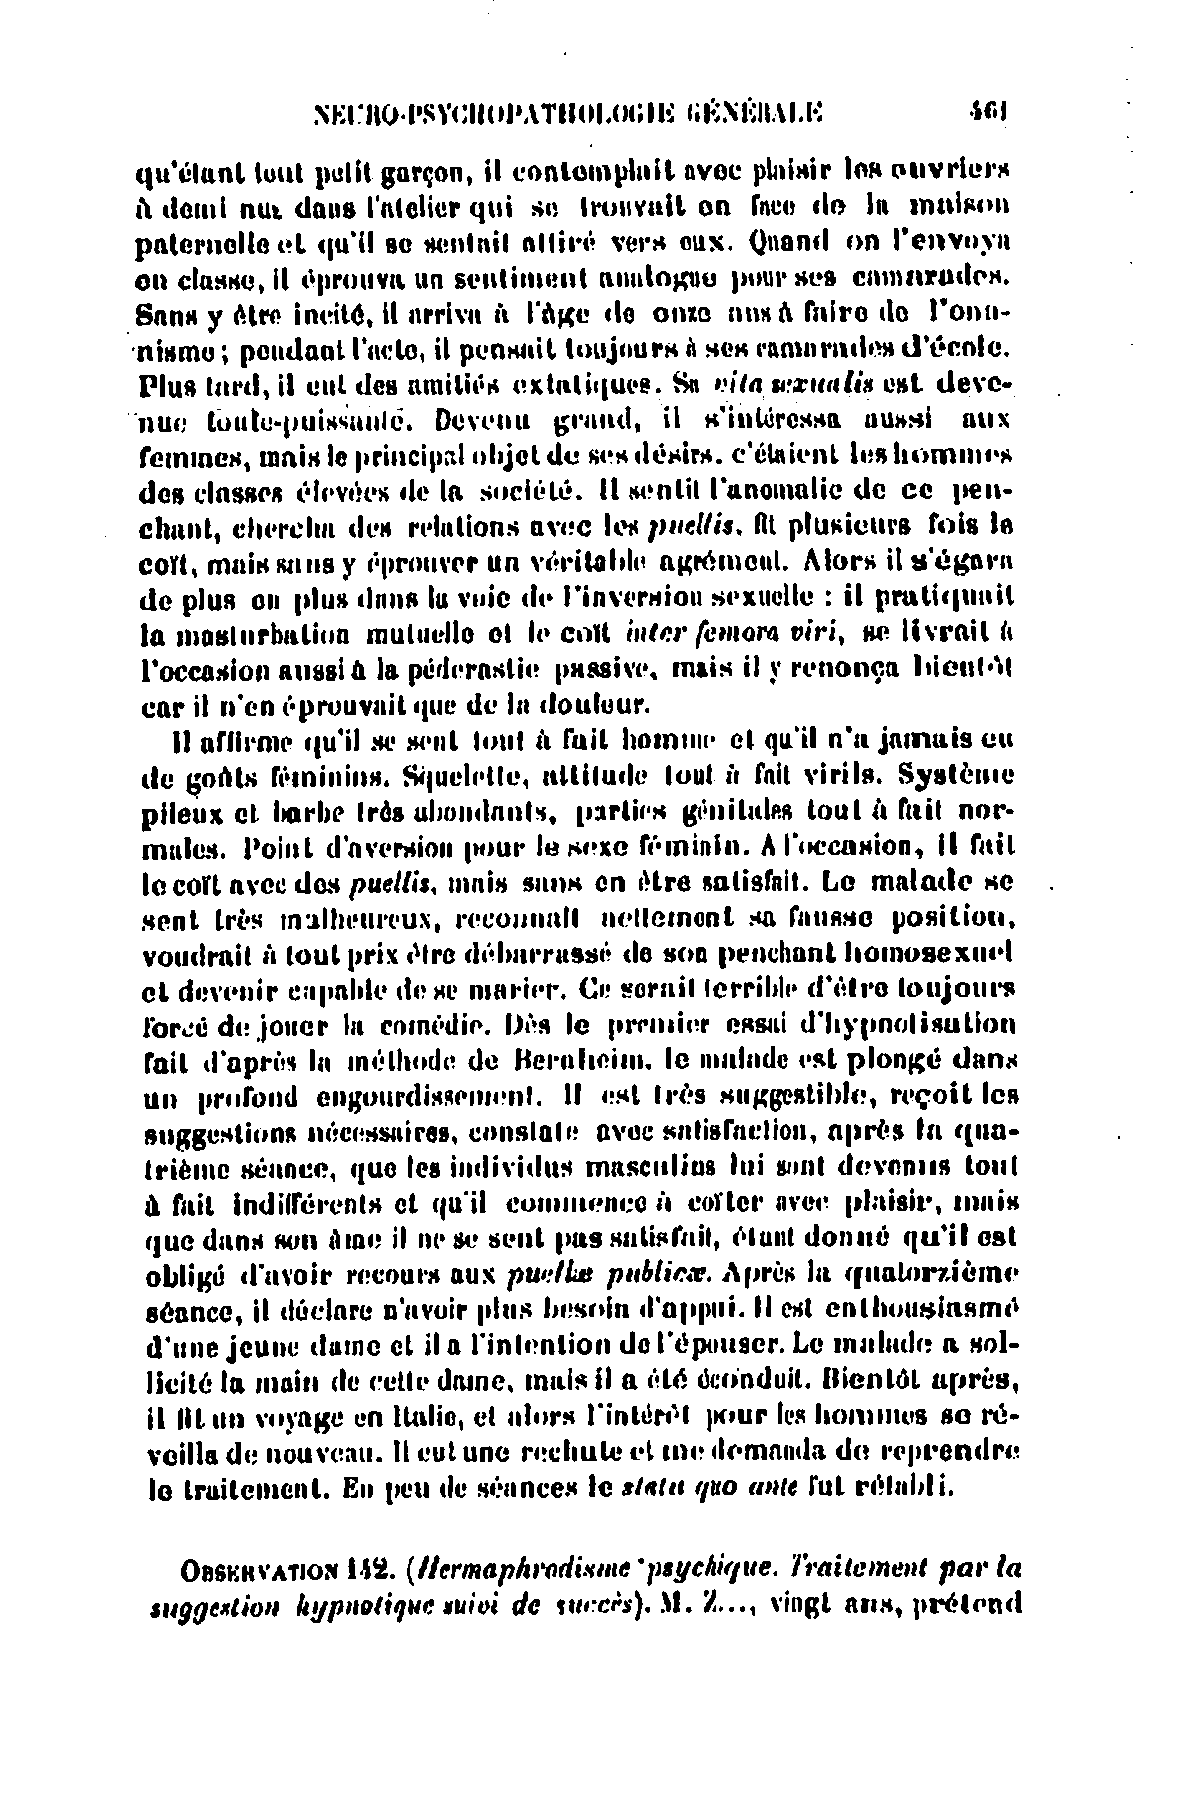 NEURO-PSYCHOPATHOLOGIE GÉNÉRALE 461
qu'étant tout petit garçon, il contemplait avec plaisir les ouvriers
à demi nus dans l'atelier qui se trouvait en face de la maison
paternelle et qu'il se sentait attiré vers eux. Quand on l'envoya
en classe, il éprouva un sentiment analogue pour ses camarades.
Sans y être incité, il arriva à l'âge de onze ans à faire de l'ona-
nisme ; pendant l'acte, il pensait toujours à ses camarades d'école.
Plus tard, il eut des amitiés extatiques. Sa vita sexualis est deve-
nue toute-puissante. Devenu grand, il s'intéressa aussi aux
femmes, mais le principal objet de ses désirs, c'étaient les hommes
des classes élevées de la société. Il sentit l'anomalie de ce pen-
chant, chercha des relations avec les puellis, fit plusieurs fois le
coït, mais sans y éprouver un véritable agrément. Alors il s'égara
de plus en plus dans la voie de l'inversion sexuelle : il pratiquait
la masturbation mutuelle et le coït inter femora viri, se livrait à
l'occasion aussi à la péderastie passive, mais il y renonça bientôt
car il n'en éprouvait que de la douleur.
Il affirme qu'il se sent tout à fait homme et qu'il n'a jamais eu
de goûts féminins. Squelette, attitude tout à fait virils. Système
pileux et barbe très abondants, parties génitales tout à fait nor-
males. Point d'aversion pour le sexe féminin. A l'occasion, il fait
le coït avec des puellis, mais sans en être satisfait. Le malade se
sent très malheureux, reconnaît nettement sa fausse position,
voudrait à tout prix être débarrassé de son penchant homosexuel
et devenir capable de se marier. Ce serait terrible d'être toujours
forcé de jouer la comédie. Dès le premier essai d'hypnotisation
fait d'après la méthode de Bernheim, le malade est plongé dans
un profond engourdissement. Il est très suggestible, reçoit les
suggestions nécessaires, constate avec satisfaction, après la qua-
trième séance, que les individus masculins lui sont devenus tout
à fait indifférents et qu'il commence à coïter avec plaisir, mais
que dans son âme il ne se sent pas satisfait, étant donné qu'il est
obligé d'avoir recours aux puellæ publicæ. Après la quatorzième
séance, il déclare n'avoir plus besoin d'appui. Il est enthousiasmé
d'une jeune dame et il a l'intention de l'épouser. Le malade a sol-
licité la main de cette dame, mais il a été éconduit. Bientôt après,
il fit un voyage en Italie, et alors l'intérêt pour les hommes se ré-
veilla de nouveau. Il eut une rechute et me demanda de reprendre
le traitement. En peu de séances le statu quo ante fut rétabli.
OBSERVATION 142. (Hermaphrodisme psychique. Traitement par la
suggestion hypnotique suivi de succès). M. Z..., vingt ans, prétend